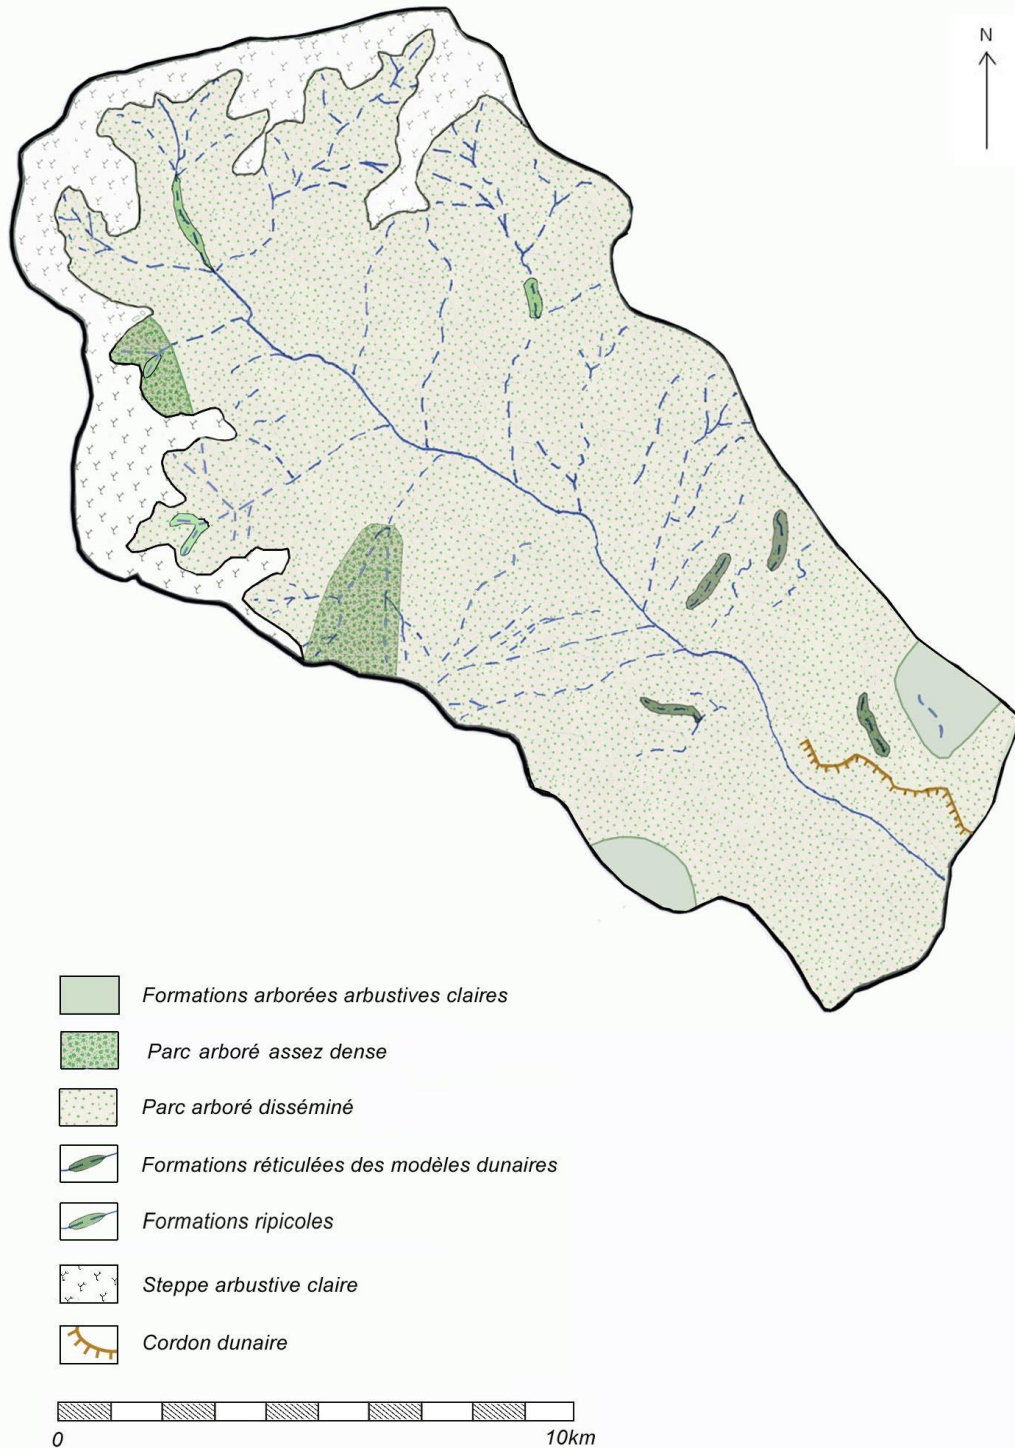 N
Formations arborées arbustives claires
Parc arboré assez dense
Parc arboré disséminé
Formations réticulées des modèles dunaires
Formations ripicoles
Steppe arbustive claire
Cordon dunaire
0 10km